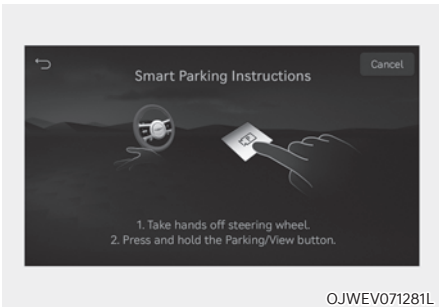 Cancel
Smart Parking Instructions
1. Take hands off steering wheel.
2. Press and hold the Parking/View button.
OJWEV071281L